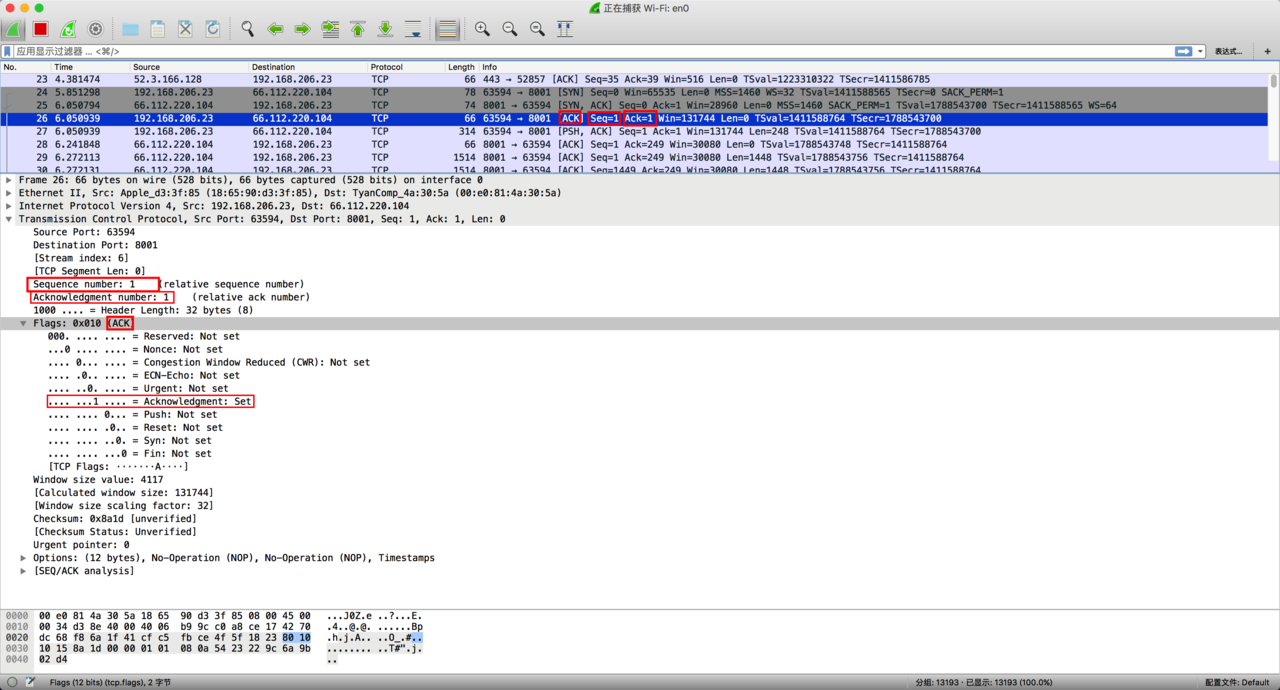 正在捕获 Wi-Fi: en0
应用显示过滤器 … <⌘/>
表达式…
+
No. Time Source Destination Protocol Length Info
23 4.381474 52.3.166.128 192.168.206.23 TCP 66 443 → 52857 [ACK] Seq=35 Ack=39 Win=516 Len=0 TSval=1223310322 TSecr=1411586785
24 5.851298 192.168.206.23 66.112.220.104 TCP 78 63594 → 8001 [SYN] Seq=0 Win=65535 Len=0 MSS=1460 WS=32 TSval=1411588565 TSecr=0 SACK_PERM=1
25 6.050794 66.112.220.104 192.168.206.23 TCP 74 8001 → 63594 [SYN, ACK] Seq=0 Ack=1 Win=28960 Len=0 MSS=1460 SACK_PERM=1 TSval=1788543700 TSecr=1411588565 WS=64
26 6.050939 192.168.206.23 66.112.220.104 TCP 66 63594 → 8001 [ACK] Seq=1 Ack=1 Win=131744 Len=0 TSval=1411588764 TSecr=1788543700
27 6.050939 192.168.206.23 66.112.220.104 TCP 314 63594 → 8001 [PSH, ACK] Seq=1 Ack=1 Win=131744 Len=248 TSval=1411588764 TSecr=1788543700
28 6.241848 66.112.220.104 192.168.206.23 TCP 66 8001 → 63594 [ACK] Seq=1 Ack=249 Win=30080 Len=0 TSval=1788543748 TSecr=1411588764
29 6.272113 66.112.220.104 192.168.206.23 TCP 1514 8001 → 63594 [ACK] Seq=1 Ack=249 Win=30080 Len=1448 TSval=1788543756 TSecr=1411588764
30 6.272131 66.112.220.104 192.168.206.23 TCP 1514 8001 → 63594 [ACK] Seq=1449 Ack=249 Win=30080 Len=1448 TSval=1788543756 TSecr=1411588764
Frame 26: 66 bytes on wire (528 bits), 66 bytes captured (528 bits) on interface 0
Ethernet II, Src: Apple_d3:3f:85 (18:65:90:d3:3f:85), Dst: TyanComp_4a:30:5a (00:e0:81:4a:30:5a)
Internet Protocol Version 4, Src: 192.168.206.23, Dst: 66.112.220.104
Transmission Control Protocol, Src Port: 63594, Dst Port: 8001, Seq: 1, Ack: 1, Len: 0
Source Port: 63594
Destination Port: 8001
[Stream index: 6]
[TCP Segment Len: 0]
Sequence number: 1 (relative sequence number)
Acknowledgment number: 1 (relative ack number)
1000 .... = Header Length: 32 bytes (8)
Flags: 0x010 (ACK)
000. .... .... = Reserved: Not set
...0 .... .... = Nonce: Not set
.... 0... .... = Congestion Window Reduced (CWR): Not set
.... .0.. .... = ECN-Echo: Not set
.... ..0. .... = Urgent: Not set
.... ...1 .... = Acknowledgment: Set
.... .... 0... = Push: Not set
.... .... .0.. = Reset: Not set
.... .... ..0. = Syn: Not set
.... .... ...0 = Fin: Not set
[TCP Flags: ·······A····]
Window size value: 4117
[Calculated window size: 131744]
[Window size scaling factor: 32]
Checksum: 0x8a1d [unverified]
[Checksum Status: Unverified]
Urgent pointer: 0
Options: (12 bytes), No-Operation (NOP), No-Operation (NOP), Timestamps
[SEQ/ACK analysis]
0000 00 e0 81 4a 30 5a 18 65 90 d3 3f 85 08 00 45 00 ...J0Z.e ..?...E.
0010 00 34 d3 8e 40 00 40 06 b9 9c c0 a8 ce 17 42 70 .4..@.@. ......Bp
0020 dc 68 f8 6a 1f 41 cf c5 fb ce 4f 5f 18 23 80 10 .h.j.A.. ..O_.#..
0030 10 15 8a 1d 00 00 01 01 08 0a 54 23 22 9c 6a 9b ........ ..T#".j.
0040 02 d4 ..
Flags (12 bits) (tcp.flags), 2 字节
分组: 13193 · 已显示: 13193 (100.0%)
配置文件: Default